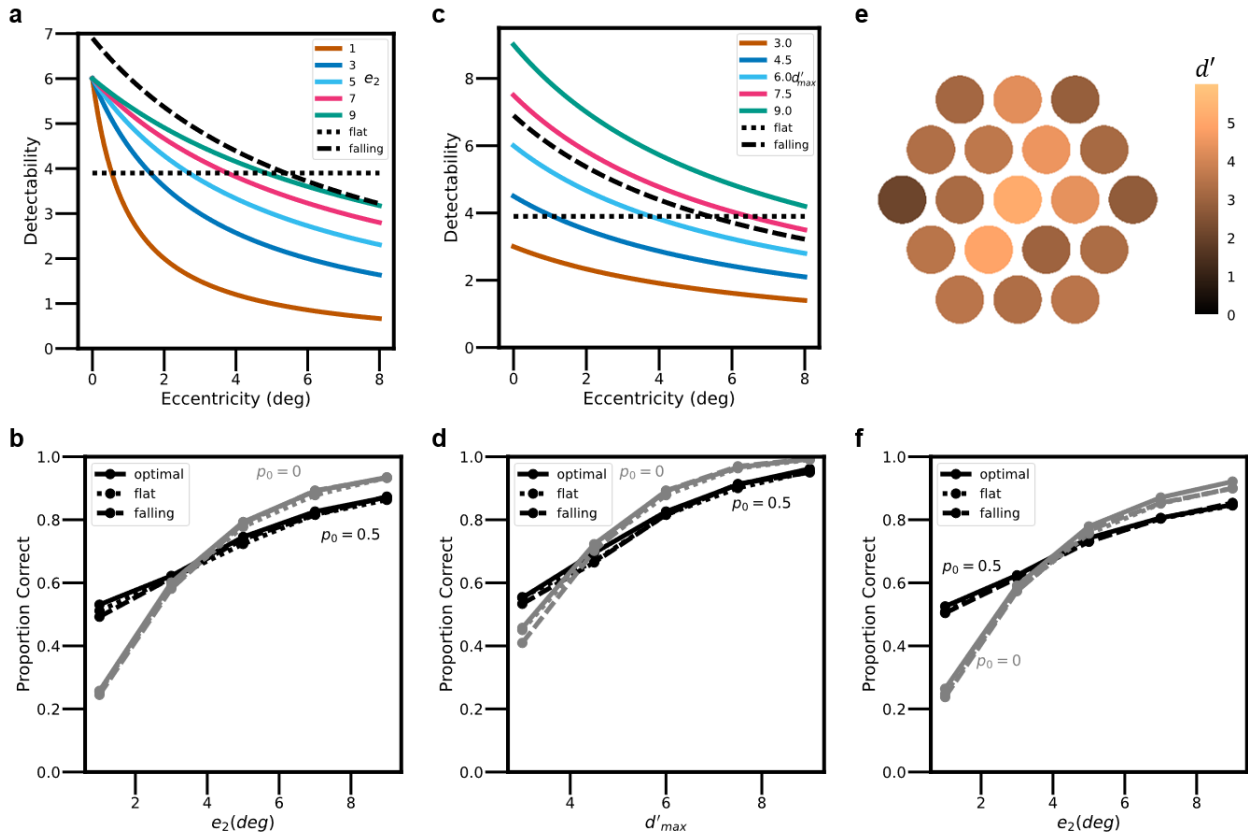 a
7
6
5
4
3
2
1
0
Detectability
0 2 4 6 8
Eccentricity (deg)
1
3
5
7
9
flat
falling
e₂
c
8
6
4
2
0
Detectability
0 2 4 6 8
Eccentricity (deg)
3.0
4.5
6.0
7.5
9.0
flat
falling
d′max
e
d′
5
4
3
2
1
0
b
1.0
0.8
0.6
0.4
0.2
0.0
Proportion Correct
optimal
flat
falling
p₀ = 0
p₀ = 0.5
2 4 6 8
e₂(deg)
d
1.0
0.8
0.6
0.4
0.2
0.0
Proportion Correct
optimal
flat
falling
p₀ = 0
p₀ = 0.5
4 6 8
d′max
f
1.0
0.8
0.6
0.4
0.2
0.0
Proportion Correct
optimal
flat
falling
p₀ = 0.5
p₀ = 0
2 4 6 8
e₂(deg)